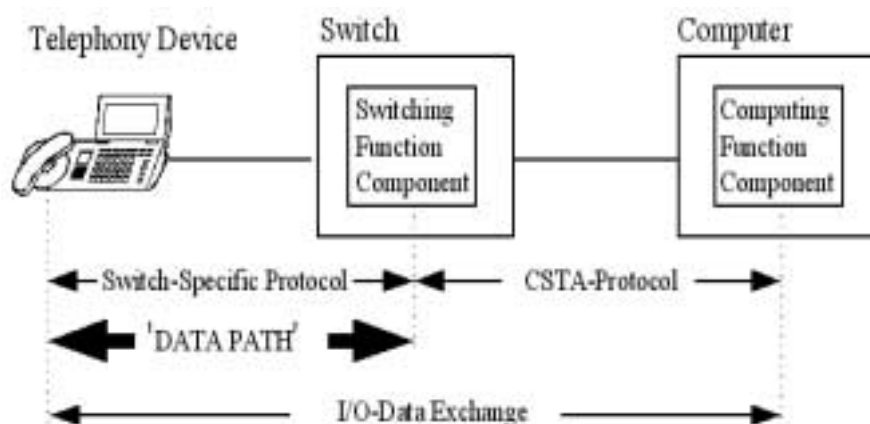 Telephony Device
Switch
Computer
Switching
Function
Component
Computing
Function
Component
Switch-Specific Protocol
CSTA-Protocol
'DATA PATH'
I/O-Data Exchange